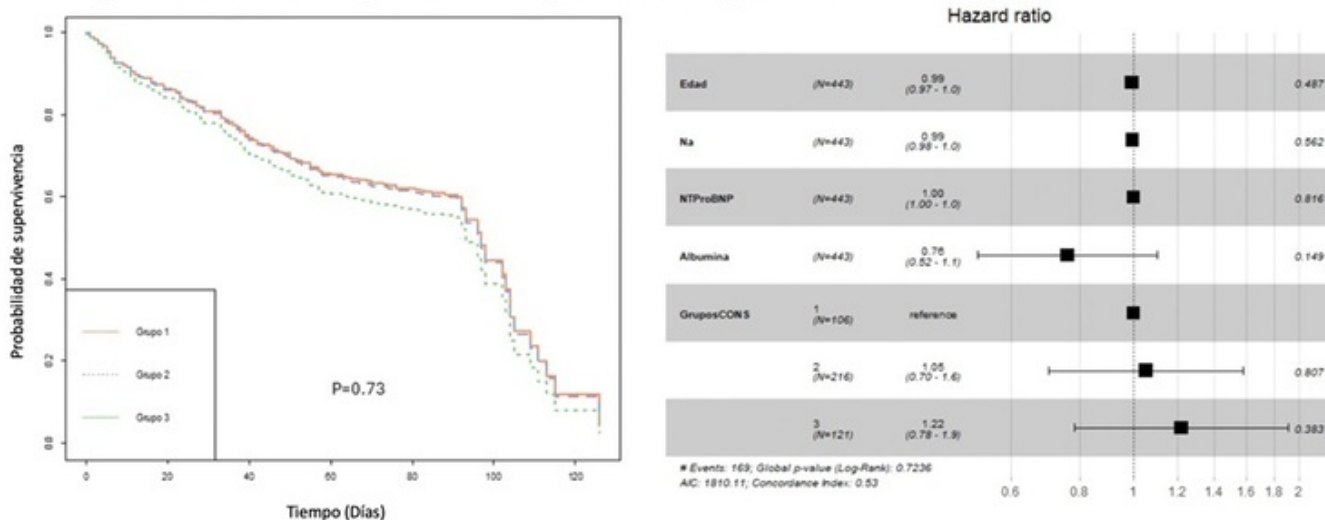 1.0
0.8
0.6
0.4
0.2
0.0
Probabilidad de supervivencia
Grupo 1
Grupo 2
Grupo 3
P=0.73
0 20 40 60 80 100 120
Tiempo (Días)
Hazard ratio
Edad (N=443) 0.99 0.487
(0.97 - 1.0)
Na (N=443) 0.99 0.562
(0.98 - 1.0)
NTProBNP (N=443) 1.00 0.816
(1.00 - 1.0)
Albumina (N=443) 0.76 0.149
(0.52 - 1.1)
GruposCONS 1 reference
(N=106)
2 1.05 0.807
(N=216) (0.70 - 1.6)
3 1.22 0.383
(N=121) (0.78 - 1.9)
# Events: 169; Global p-value (Log-Rank): 0.7236
AIC: 1810.11; Concordance Index: 0.53
0.6 0.8 1 1.2 1.4 1.6 1.8 2